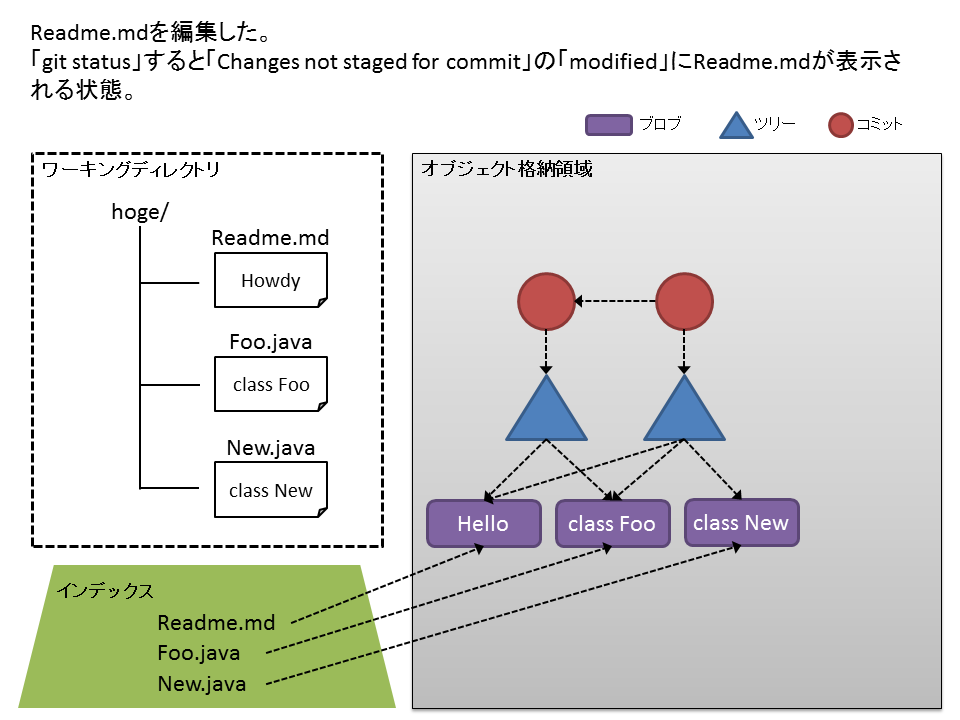 Readme.mdを編集した。
「git status」すると「Changes not staged for commit」の「modified」にReadme.mdが表示さ
れる状態。
ブロブ
ツリー
コミット
ワーキングディレクトリ
hoge/
Readme.md
Howdy
Foo.java
class Foo
New.java
class New
オブジェクト格納領域
Hello
class Foo
class New
インデックス
Readme.md
Foo.java
New.java